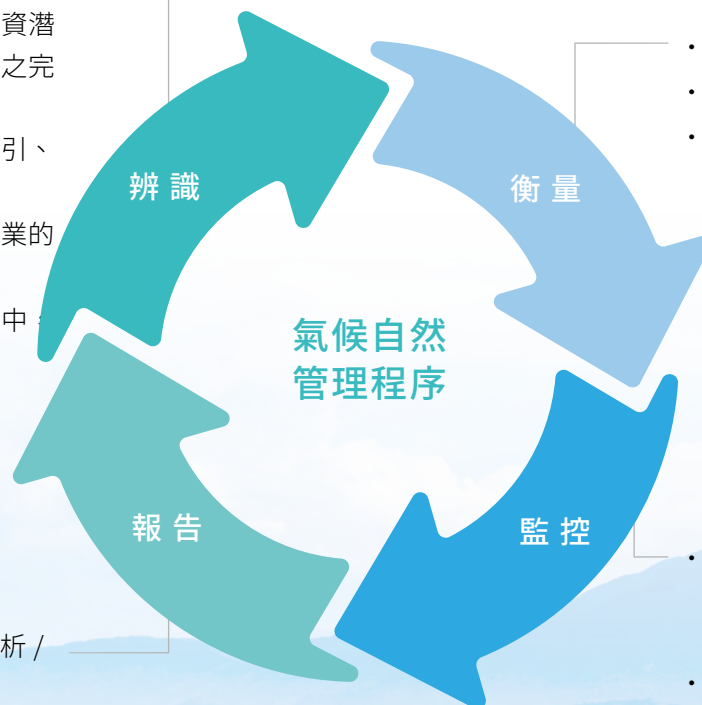 資潛
之完
引、
業的
中，
析 /
辨識
衡量
氣候自然
管理程序
報告
監控
•
•
•
•
•